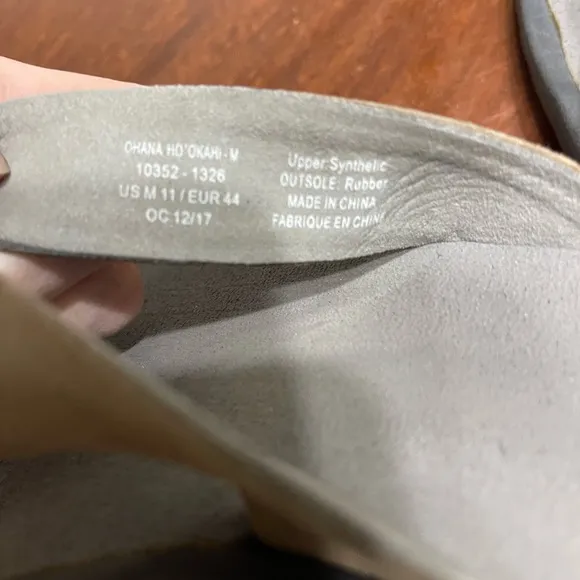 OHANA HO'OKAHI - M
10352 - 1326
US M 11 / EUR 44
OC 12/17
Upper Synthetic
OUTSOLE: Rubber
MADE IN CHINA
FABRIQUE EN CHINA